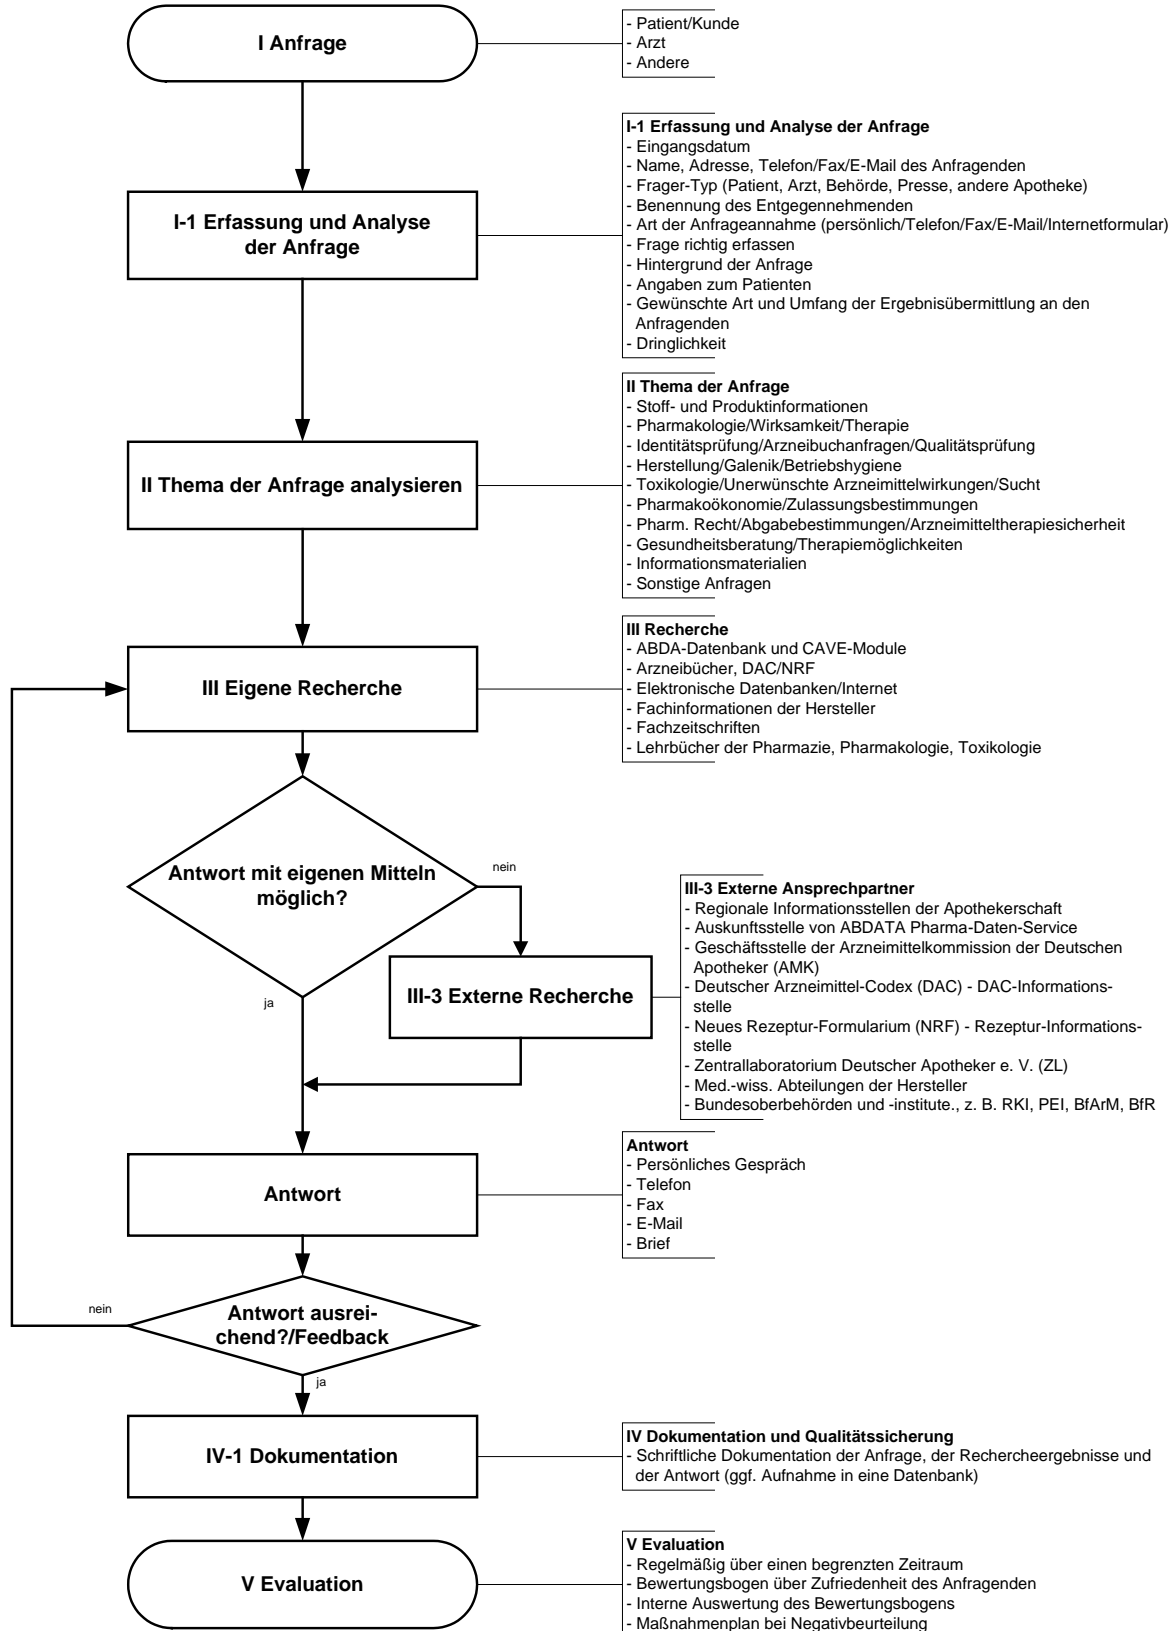 I Anfrage
- Patient/Kunde
- Arzt
- Andere
I-1 Erfassung und Analyse
der Anfrage
I-1 Erfassung und Analyse der Anfrage
- Eingangsdatum
- Name, Adresse, Telefon/Fax/E-Mail des Anfragenden
- Frager-Typ (Patient, Arzt, Behörde, Presse, andere Apotheke)
- Benennung des Entgegennehmenden
- Art der Anfrageannahme (persönlich/Telefon/Fax/E-Mail/Internetformular)
- Frage richtig erfassen
- Hintergrund der Anfrage
- Angaben zum Patienten
- Gewünschte Art und Umfang der Ergebnisübermittlung an den
Anfragenden
- Dringlichkeit
II Thema der Anfrage analysieren
II Thema der Anfrage
- Stoff- und Produktinformationen
- Pharmakologie/Wirksamkeit/Therapie
- Identitätsprüfung/Arzneibuchanfragen/Qualitätsprüfung
- Herstellung/Galenik/Betriebshygiene
- Toxikologie/Unerwünschte Arzneimittelwirkungen/Sucht
- Pharmakoökonomie/Zulassungsbestimmungen
- Pharm. Recht/Abgabebestimmungen/Arzneimitteltherapiesicherheit
- Gesundheitsberatung/Therapiemöglichkeiten
- Informationsmaterialien
- Sonstige Anfragen
III Eigene Recherche
III Recherche
- ABDA-Datenbank und CAVE-Module
- Arzneibücher, DAC/NRF
- Elektronische Datenbanken/Internet
- Fachinformationen der Hersteller
- Fachzeitschriften
- Lehrbücher der Pharmazie, Pharmakologie, Toxikologie
Antwort mit eigenen Mitteln
möglich?
nein
ja
III-3 Externe Recherche
III-3 Externe Ansprechpartner
- Regionale Informationsstellen der Apothekerschaft
- Auskunftsstelle von ABDATA Pharma-Daten-Service
- Geschäftsstelle der Arzneimittelkommission der Deutschen
Apotheker (AMK)
- Deutscher Arzneimittel-Codex (DAC) - DAC-Informations-
stelle
- Neues Rezeptur-Formularium (NRF) - Rezeptur-Informations-
stelle
- Zentrallaboratorium Deutscher Apotheker e. V. (ZL)
- Med.-wiss. Abteilungen der Hersteller
- Bundesoberbehörden und -institute., z. B. RKI, PEI, BfArM, BfR
Antwort
Antwort
- Persönliches Gespräch
- Telefon
- Fax
- E-Mail
- Brief
nein
Antwort ausrei-
chend?/Feedback
ja
IV-1 Dokumentation
IV Dokumentation und Qualitätssicherung
- Schriftliche Dokumentation der Anfrage, der Rechercheergebnisse und
der Antwort (ggf. Aufnahme in eine Datenbank)
V Evaluation
V Evaluation
- Regelmäßig über einen begrenzten Zeitraum
- Bewertungsbogen über Zufriedenheit des Anfragenden
- Interne Auswertung des Bewertungsbogens
- Maßnahmenplan bei Negativbeurteilung